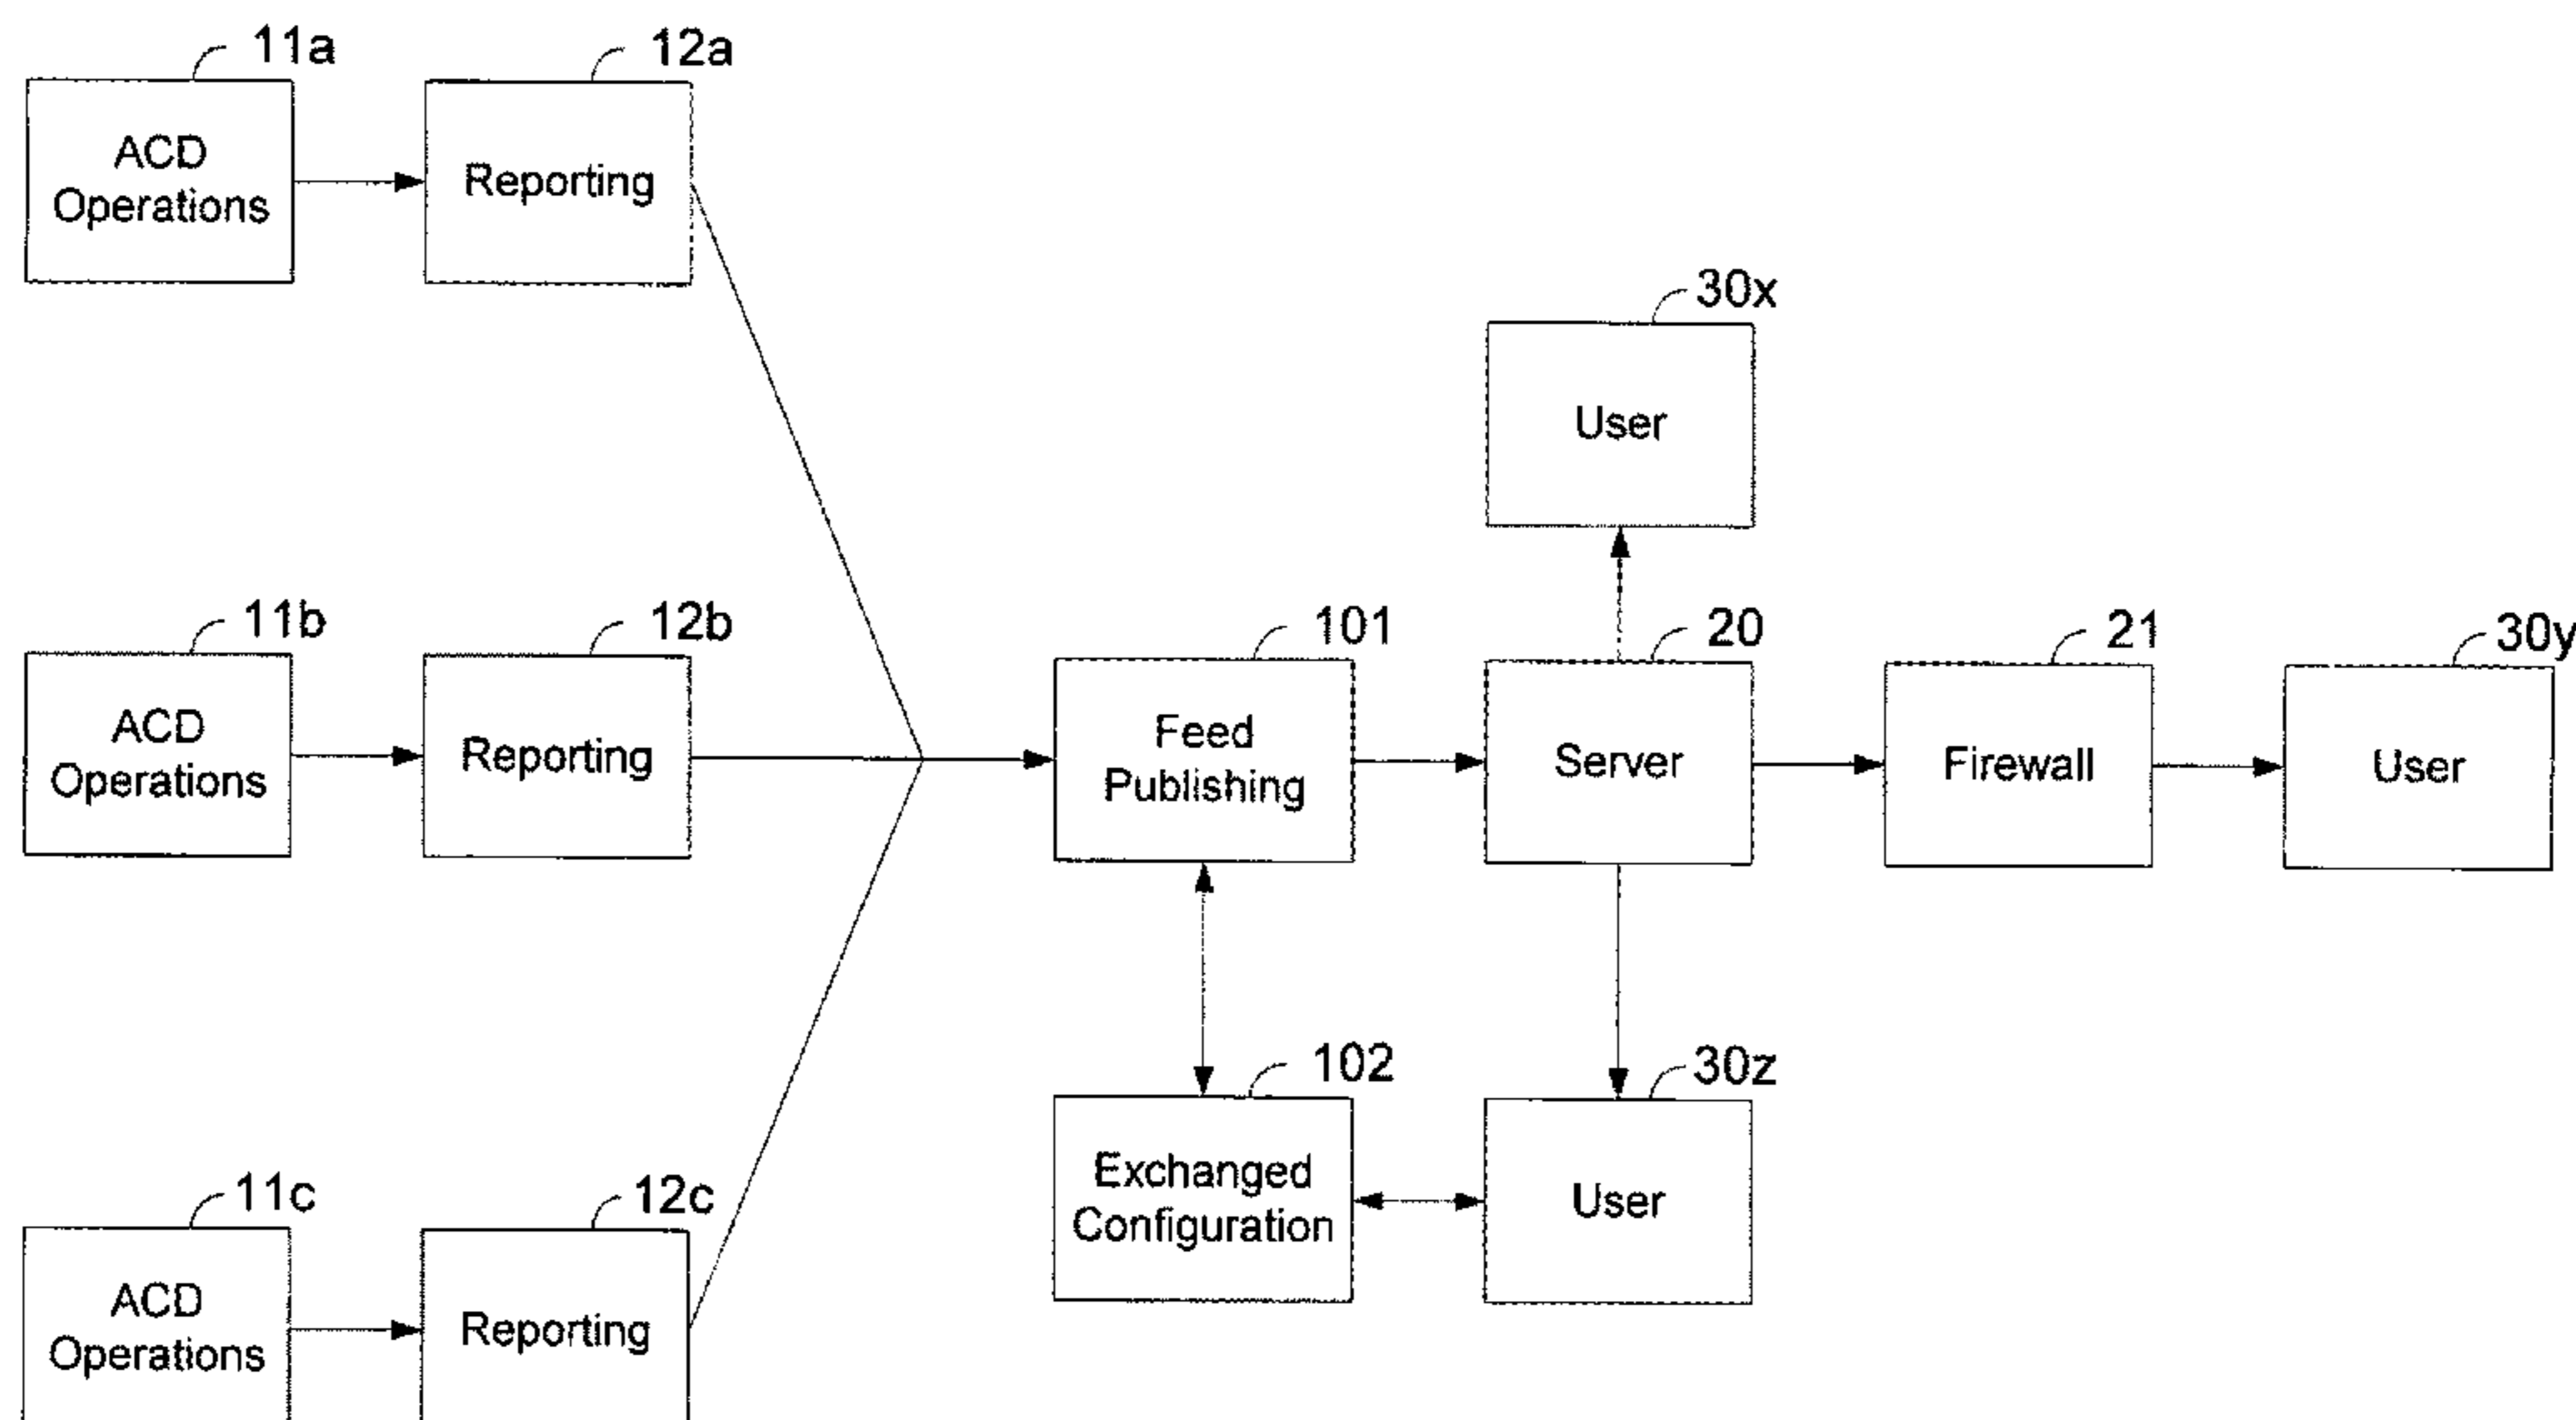 11a
12a
ACD
Operations
Reporting
30x
User
11b
12b
101
20
21
30y
ACD
Operations
Reporting
Feed
Publishing
Server
Firewall
User
102
30z
Exchanged
Configuration
User
11c
12c
ACD
Operations
Reporting